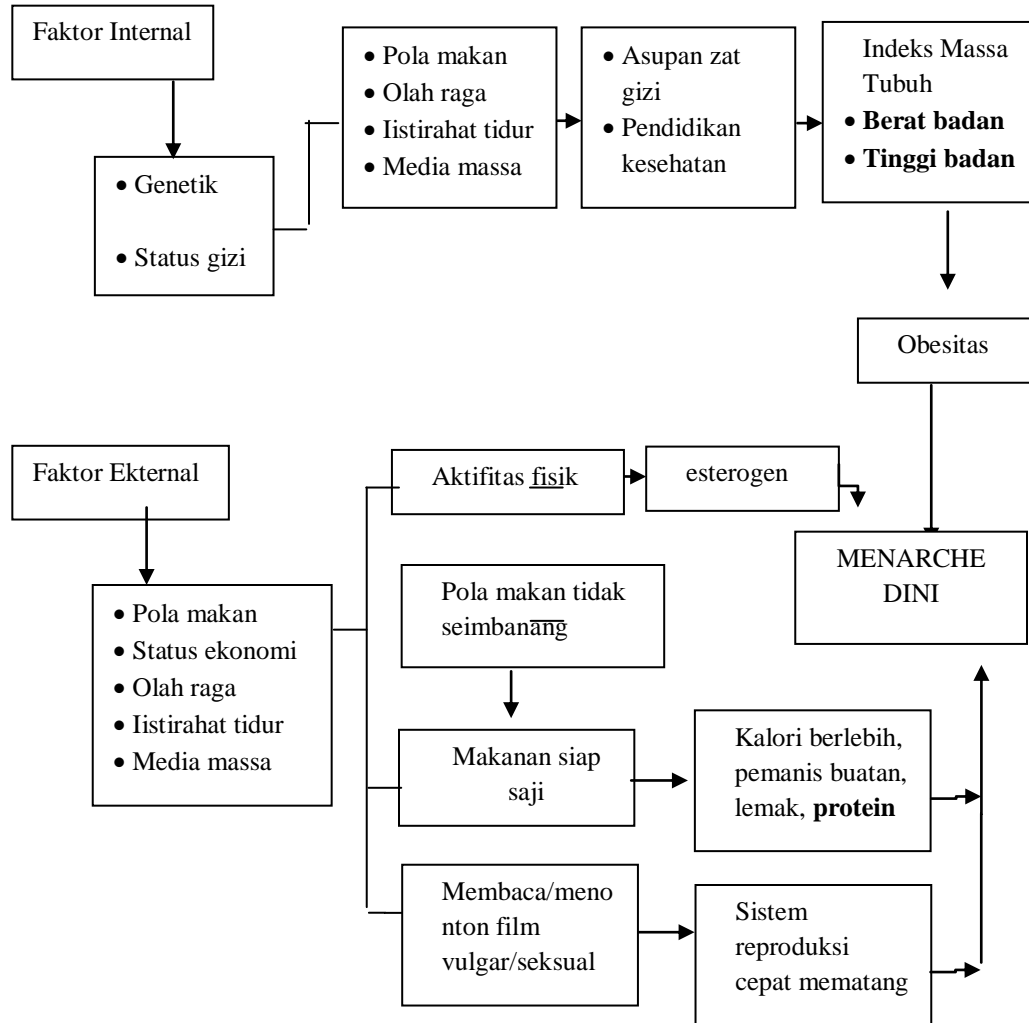 Faktor Internal
• Genetik
• Status gizi
• Pola makan
• Olah raga
• Iistirahat tidur
• Media massa
• Asupan zat
gizi
• Pendidikan
kesehatan
Indeks Massa
Tubuh
• Berat badan
• Tinggi badan
Obesitas
Faktor Ekternal
• Pola makan
• Status ekonomi
• Olah raga
• Iistirahat tidur
• Media massa
Aktifitas fisik
esterogen
MENARCHE
DINI
Pola makan tidak
seimbanang
Makanan siap
saji
Kalori berlebih,
pemanis buatan,
lemak, protein
Membaca/meno
nton film
vulgar/seksual
Sistem
reproduksi
cepat mematang